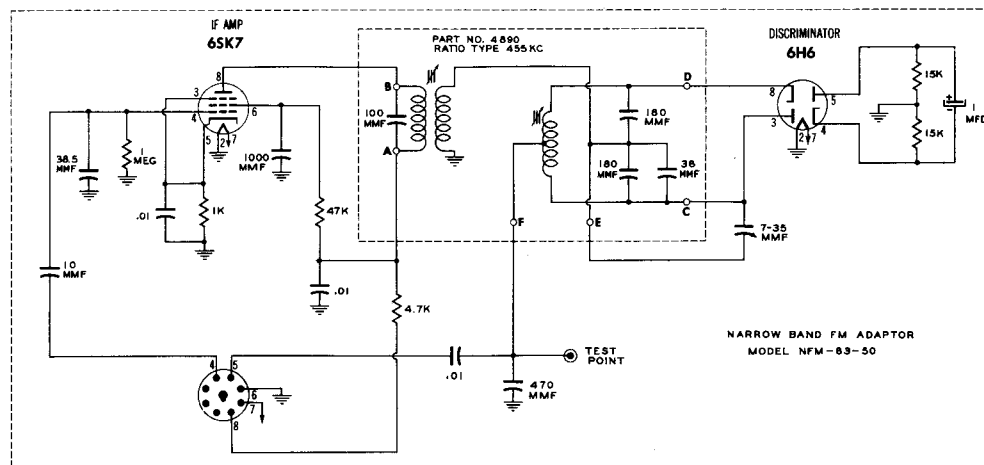 IF AMP
6SK7
PART NO. 4890
RATIO TYPE 455KC
DISCRIMINATOR
6H6
8
3
4
5
2
7
6
38.5
MMF
1
MEG
1000
MMF
.01
1K
47K
.01
4.7K
10
MMF
B
100
MMF
A
180
MMF
180
MMF
38
MMF
D
C
F
E
8
3
5
4
2
7
15K
15K
1
MFD
7-35
MMF
4
5
6
7
8
.01
470
MMF
TEST
POINT
NARROW BAND FM ADAPTOR
MODEL NFM-83-50